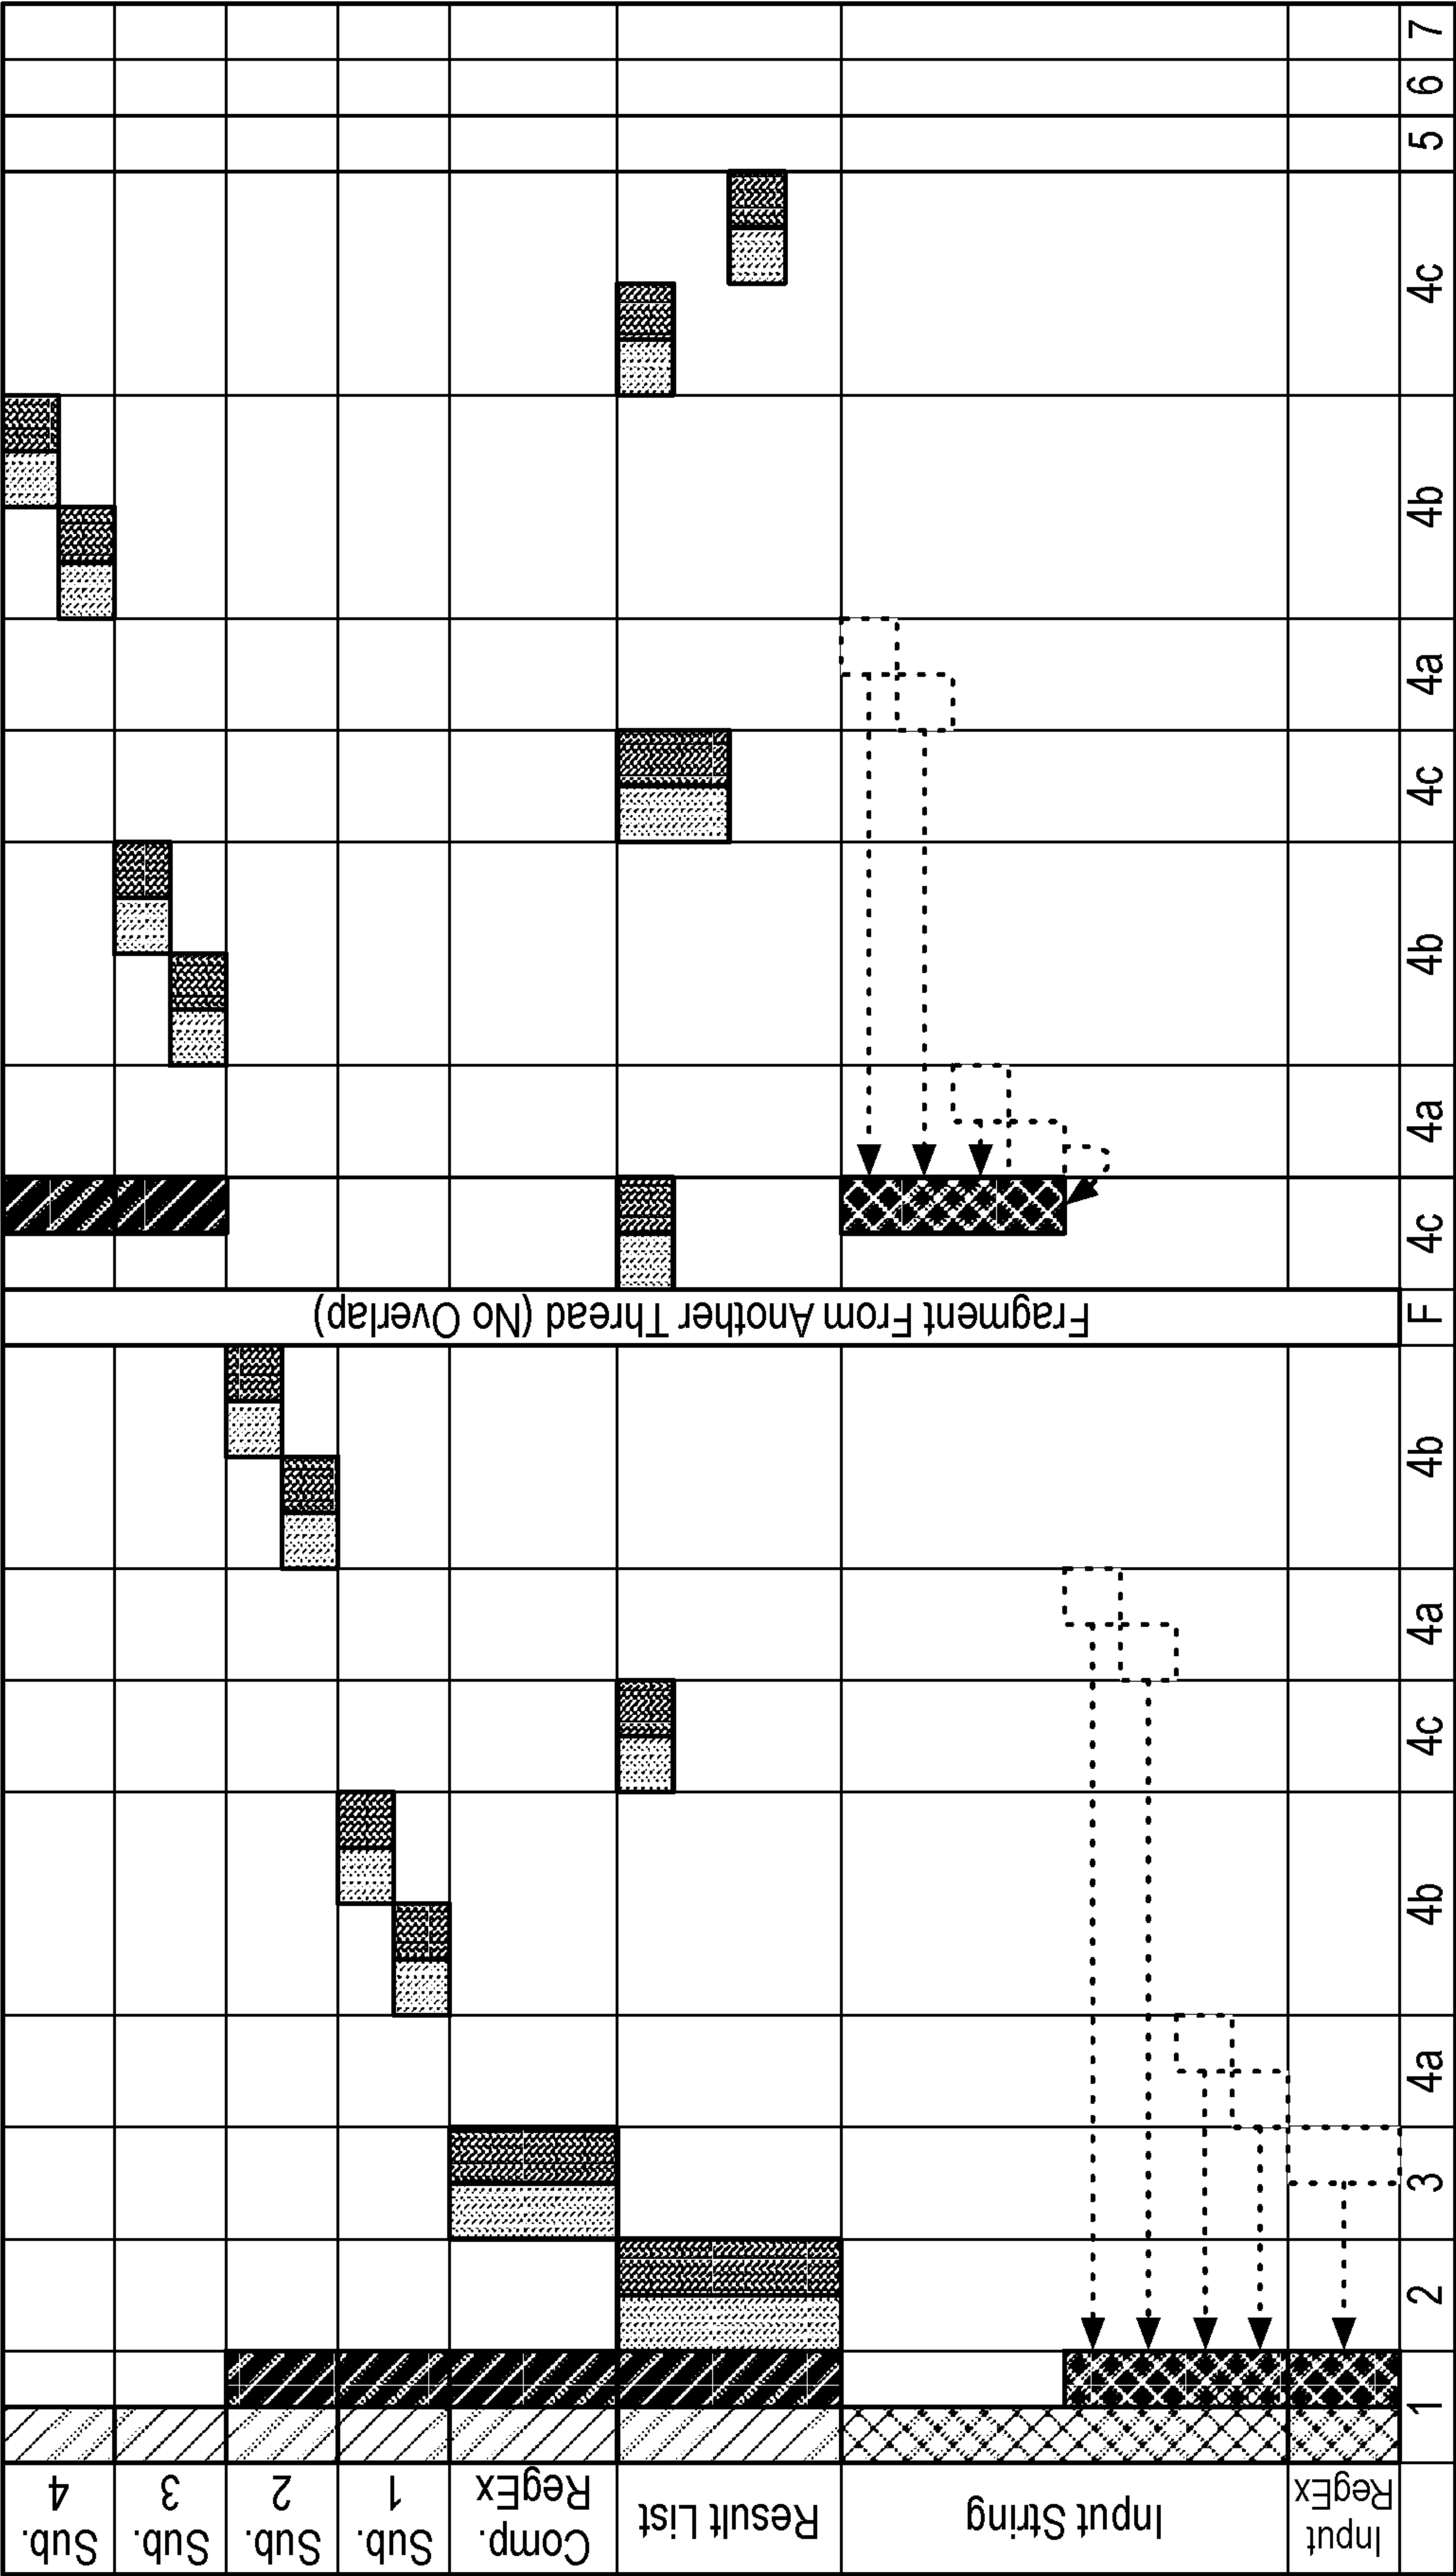 Input
RegEx
Input String
Result List
Comp.
RegEx
Sub.
1
Sub.
2
Sub.
3
Sub.
4
1
2
3
4a
4b
4c
4a
4b
F
Fragment From Another Thread (No Overlap)
4c
4a
4b
4c
4a
4b
4c
5
6
7